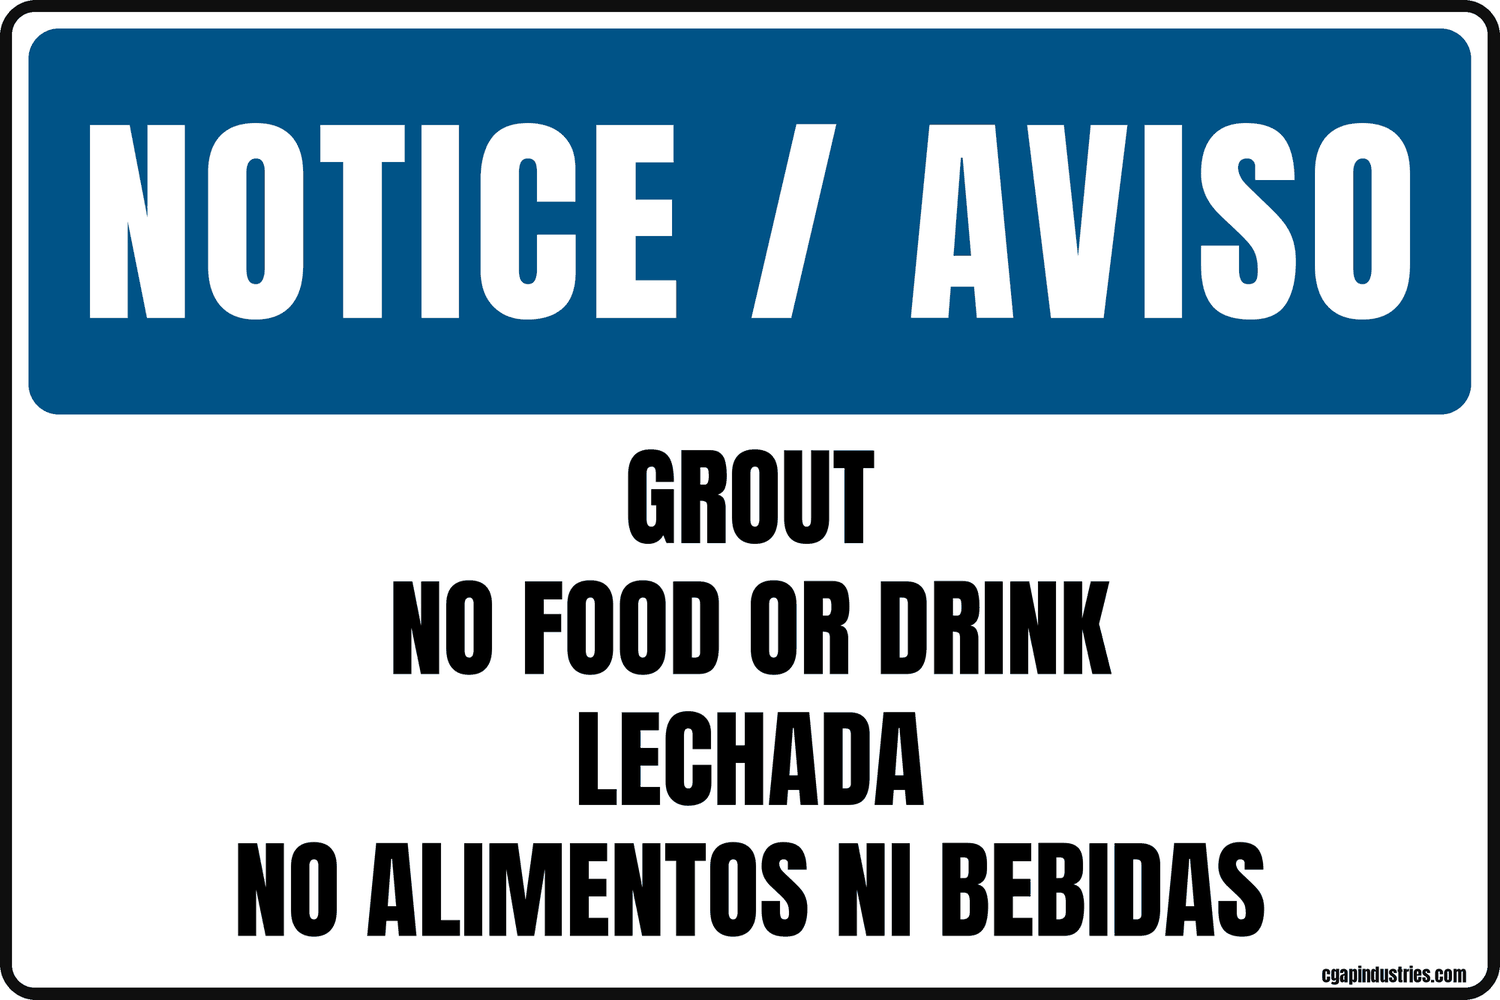 NOTICE / AVISO
GROUT
NO FOOD OR DRINK
LECHADA
NO ALIMENTOS NI BEBIDAS
cgapindustries.com